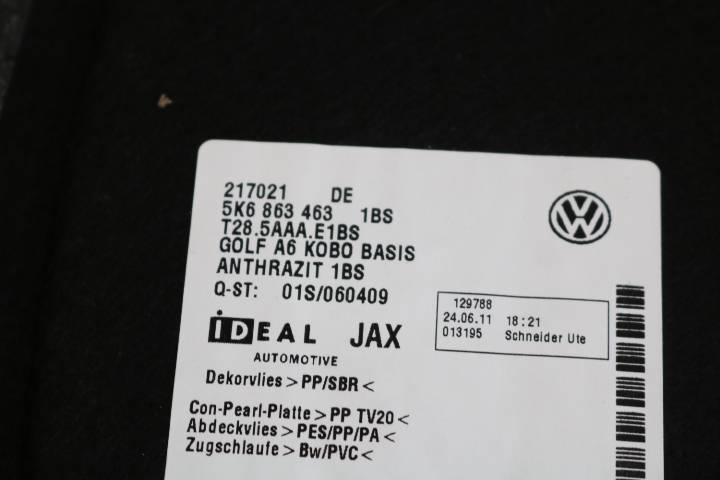 217021 DE
5K6 863 463 1BS
T28.5AAA.E1BS
GOLF A6 KOBO BASIS
ANTHRAZIT 1BS
Q-ST: 01S/060409
129788
24.06.11 18:21
013195 Schneider Ute
iDEAL JAX
AUTOMOTIVE
Dekorvlies > PP/SBR <
Con-Pearl-Platte > PP TV20 <
Abdeckvlies > PES/PP/PA <
Zugschlaufe > Bw/PVC <